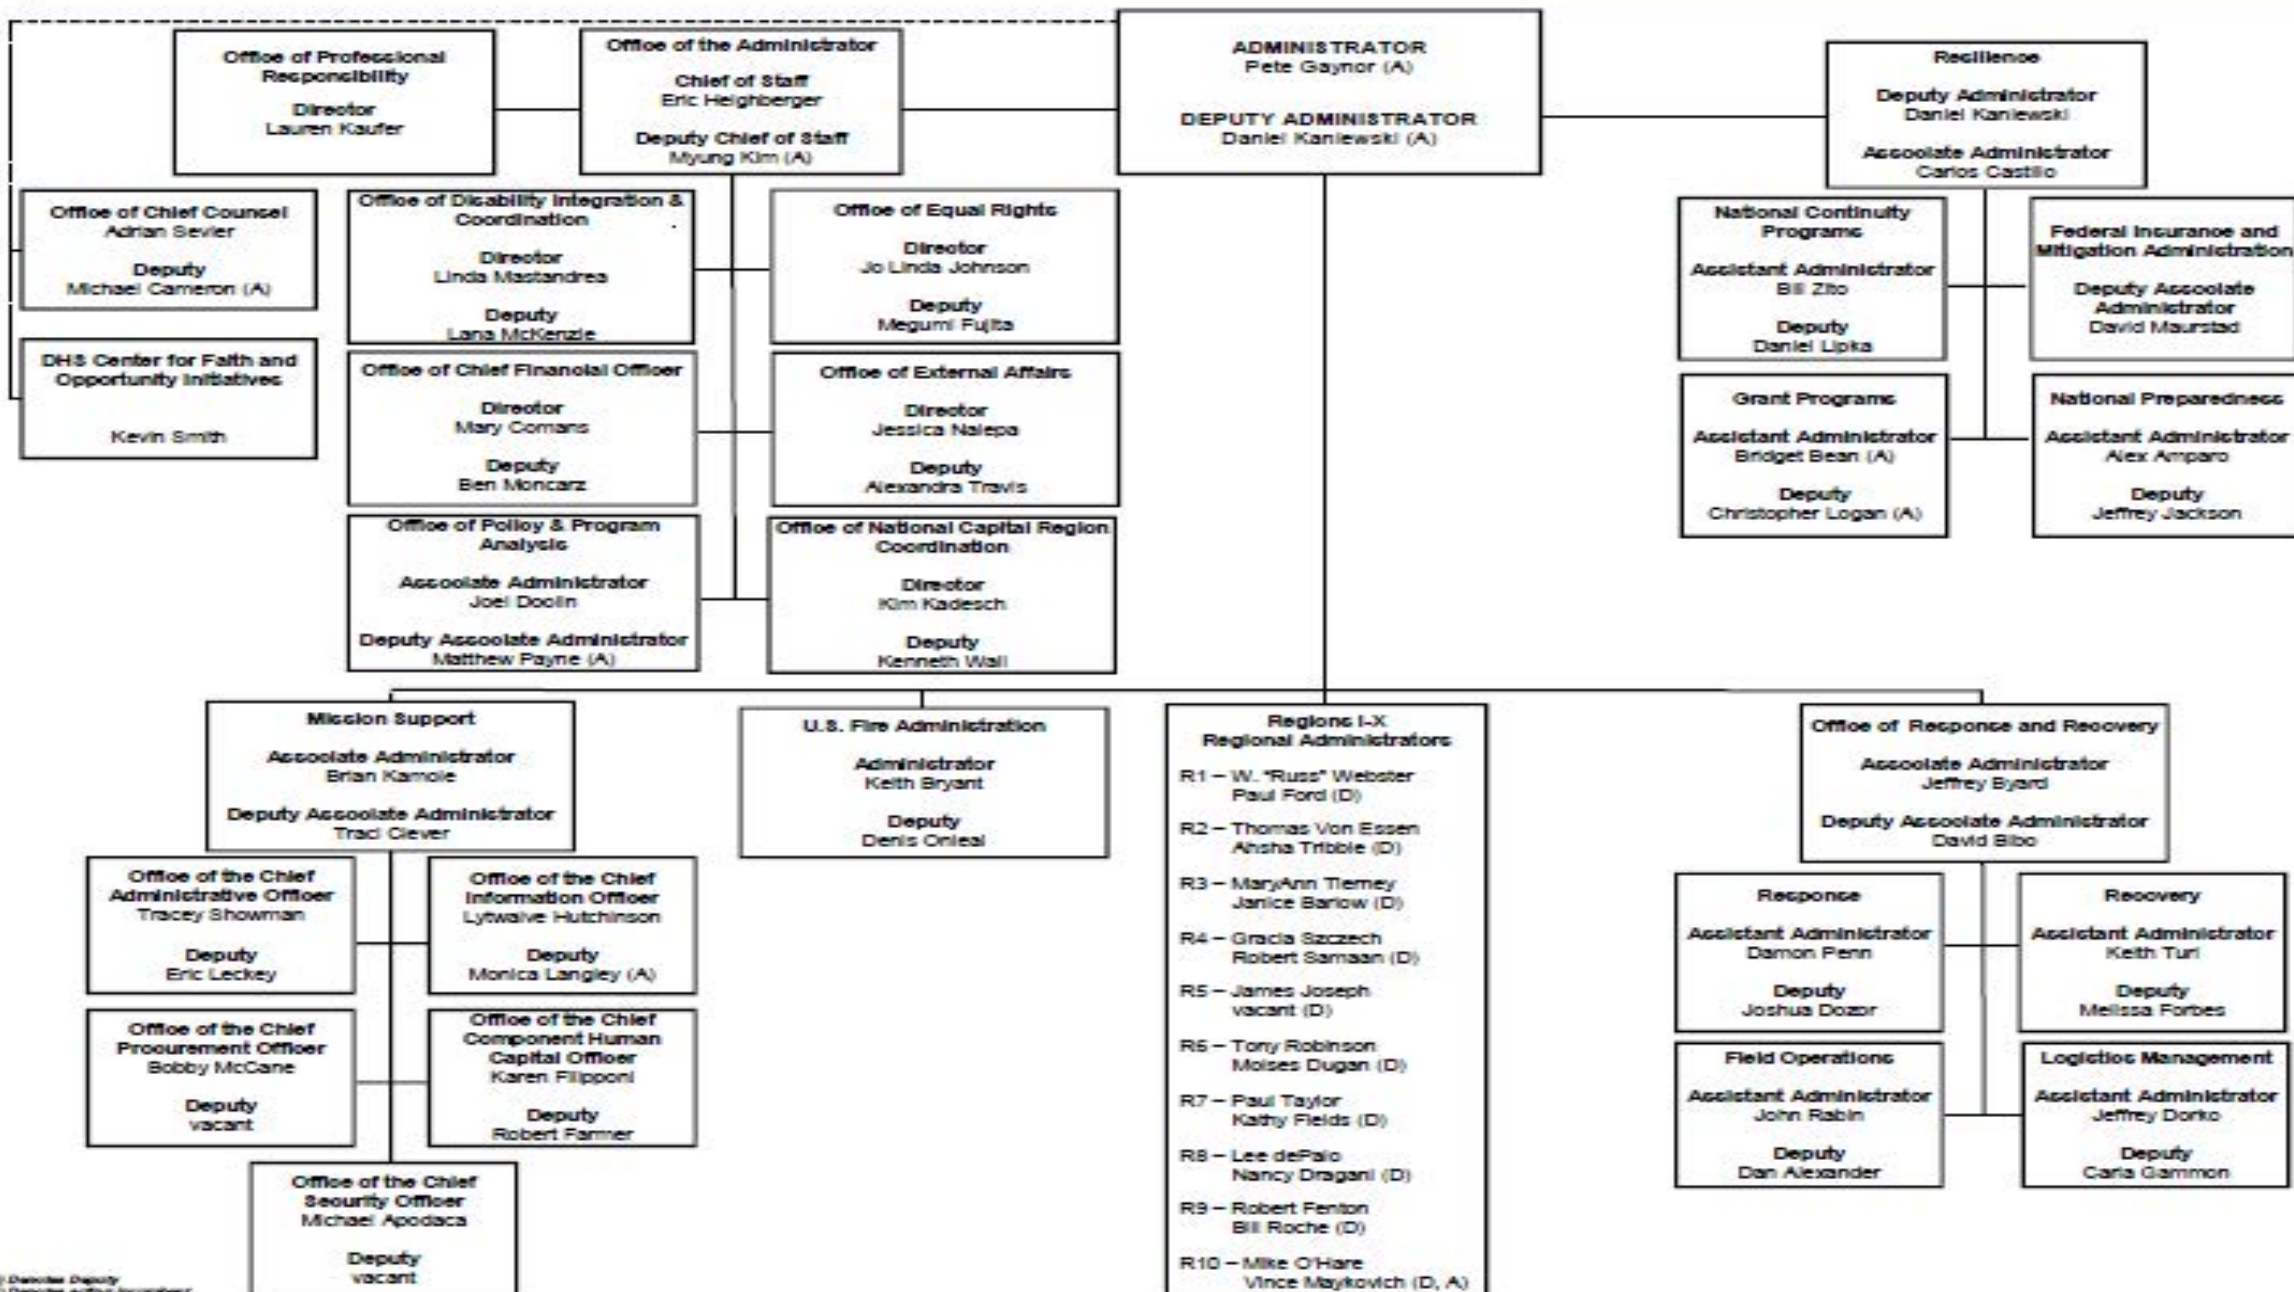 Office of Professional
Responsibility
Director
Lauren Kaufer
Office of the Administrator
Chief of Staff
Eric Heighberger
Deputy Chief of Staff
Myung Kim (A)
ADMINISTRATOR
Pete Gaynor (A)
DEPUTY ADMINISTRATOR
Daniel Kaniewski (A)
Resilience
Deputy Administrator
Daniel Kaniewski
Associate Administrator
Carlos Castillo
Office of Chief Counsel
Adrian Sevier
Deputy
Michael Cameron (A)
DHS Center for Faith and
Opportunity Initiatives
Kevin Smith
Office of Disability Integration &
Coordination
Director
Linda Mastandrea
Deputy
Lana McKenzie
Office of Equal Rights
Director
Jo Linda Johnson
Deputy
Megumi Fujita
Office of Chief Financial Officer
Director
Mary Comans
Deputy
Ben Moncarz
Office of External Affairs
Director
Jessica Nalepa
Deputy
Alexandra Travis
Office of Policy & Program
Analysis
Associate Administrator
Joel Doolin
Deputy Associate Administrator
Matthew Payne (A)
Office of National Capital Region
Coordination
Director
Kim Kadesch
Deputy
Kenneth Wall
National Continuity
Programs
Assistant Administrator
Bill Zito
Deputy
Daniel Lipka
Federal Insurance and
Mitigation Administration
Deputy Associate
Administrator
David Maurstad
Grant Programs
Assistant Administrator
Bridget Bean (A)
Deputy
Christopher Logan (A)
National Preparedness
Assistant Administrator
Alex Amparo
Deputy
Jeffrey Jackson
Mission Support
Associate Administrator
Brian Kamoie
Deputy Associate Administrator
Traci Clever
Office of the Chief
Administrative Officer
Tracey Showman
Deputy
Eric Leckey
Office of the Chief
Information Officer
Lytwaive Hutchinson
Deputy
Monica Langley (A)
Office of the Chief
Procurement Officer
Bobby McCane
Deputy
vacant
Office of the Chief
Component Human
Capital Officer
Karen Filipponi
Deputy
Robert Farmer
Office of the Chief
Security Officer
Michael Apodaca
Deputy
vacant
U.S. Fire Administration
Administrator
Keith Bryant
Deputy
Denis Onieal
Regions I-X
Regional Administrators
R1 – W. "Russ" Webster
Paul Ford (D)
R2 – Thomas Von Essen
Ahsha Tribble (D)
R3 – MaryAnn Tierney
Janice Barlow (D)
R4 – Gracia Szczech
Robert Samaan (D)
R5 – James Joseph
vacant (D)
R6 – Tony Robinson
Moises Dugan (D)
R7 – Paul Taylor
Kathy Fields (D)
R8 – Lee dePalo
Nancy Dragani (D)
R9 – Robert Fenton
Bill Roche (D)
R10 – Mike O'Hare
Vince Maykovich (D, A)
Office of Response and Recovery
Associate Administrator
Jeffrey Byard
Deputy Associate Administrator
David Bibo
Response
Assistant Administrator
Damon Penn
Deputy
Joshua Dozor
Recovery
Assistant Administrator
Keith Turi
Deputy
Melissa Forbes
Field Operations
Assistant Administrator
John Rabin
Deputy
Dan Alexander
Logistics Management
Assistant Administrator
Jeffrey Dorko
Deputy
Carla Gammon
) Denotes Deputy